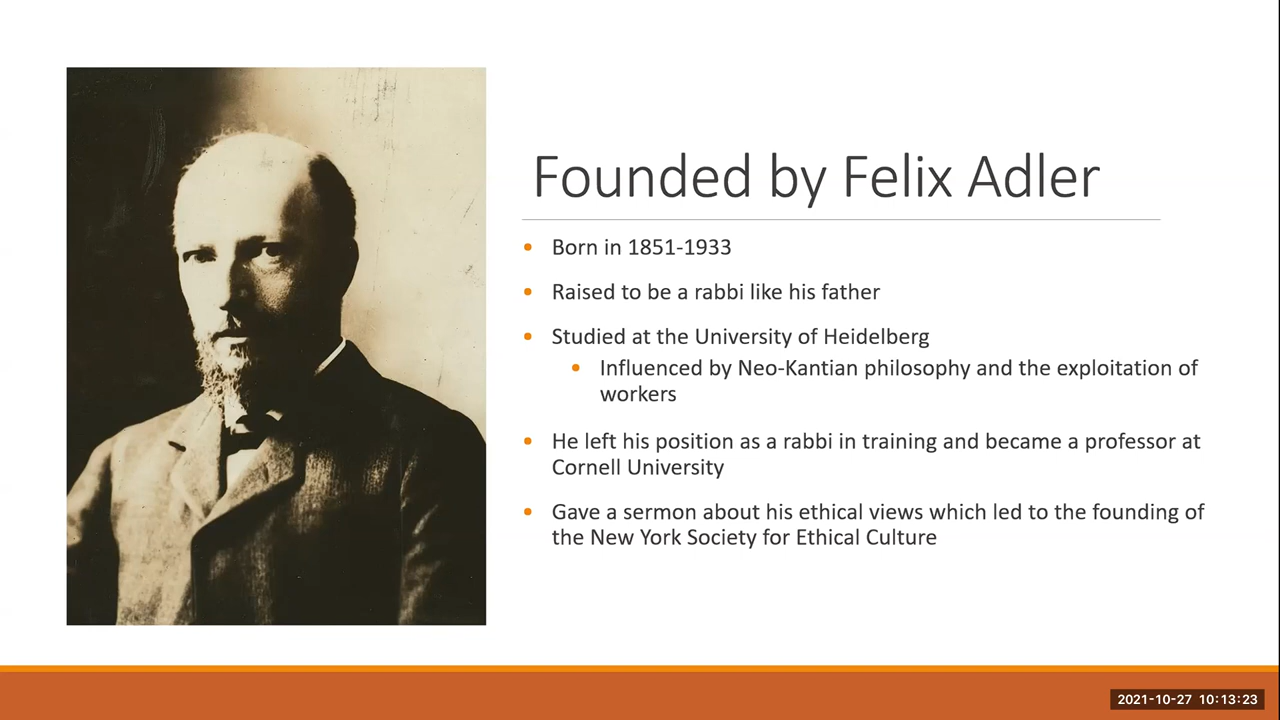 Founded by Felix Adler
Born in 1851-1933
Raised to be a rabbi like his father
Studied at the University of Heidelberg
Influenced by Neo-Kantian philosophy and the exploitation of
workers
He left his position as a rabbi in training and became a professor at
Cornell University
Gave a sermon about his ethical views which led to the founding of
the New York Society for Ethical Culture
2021-10-27 10:13:23